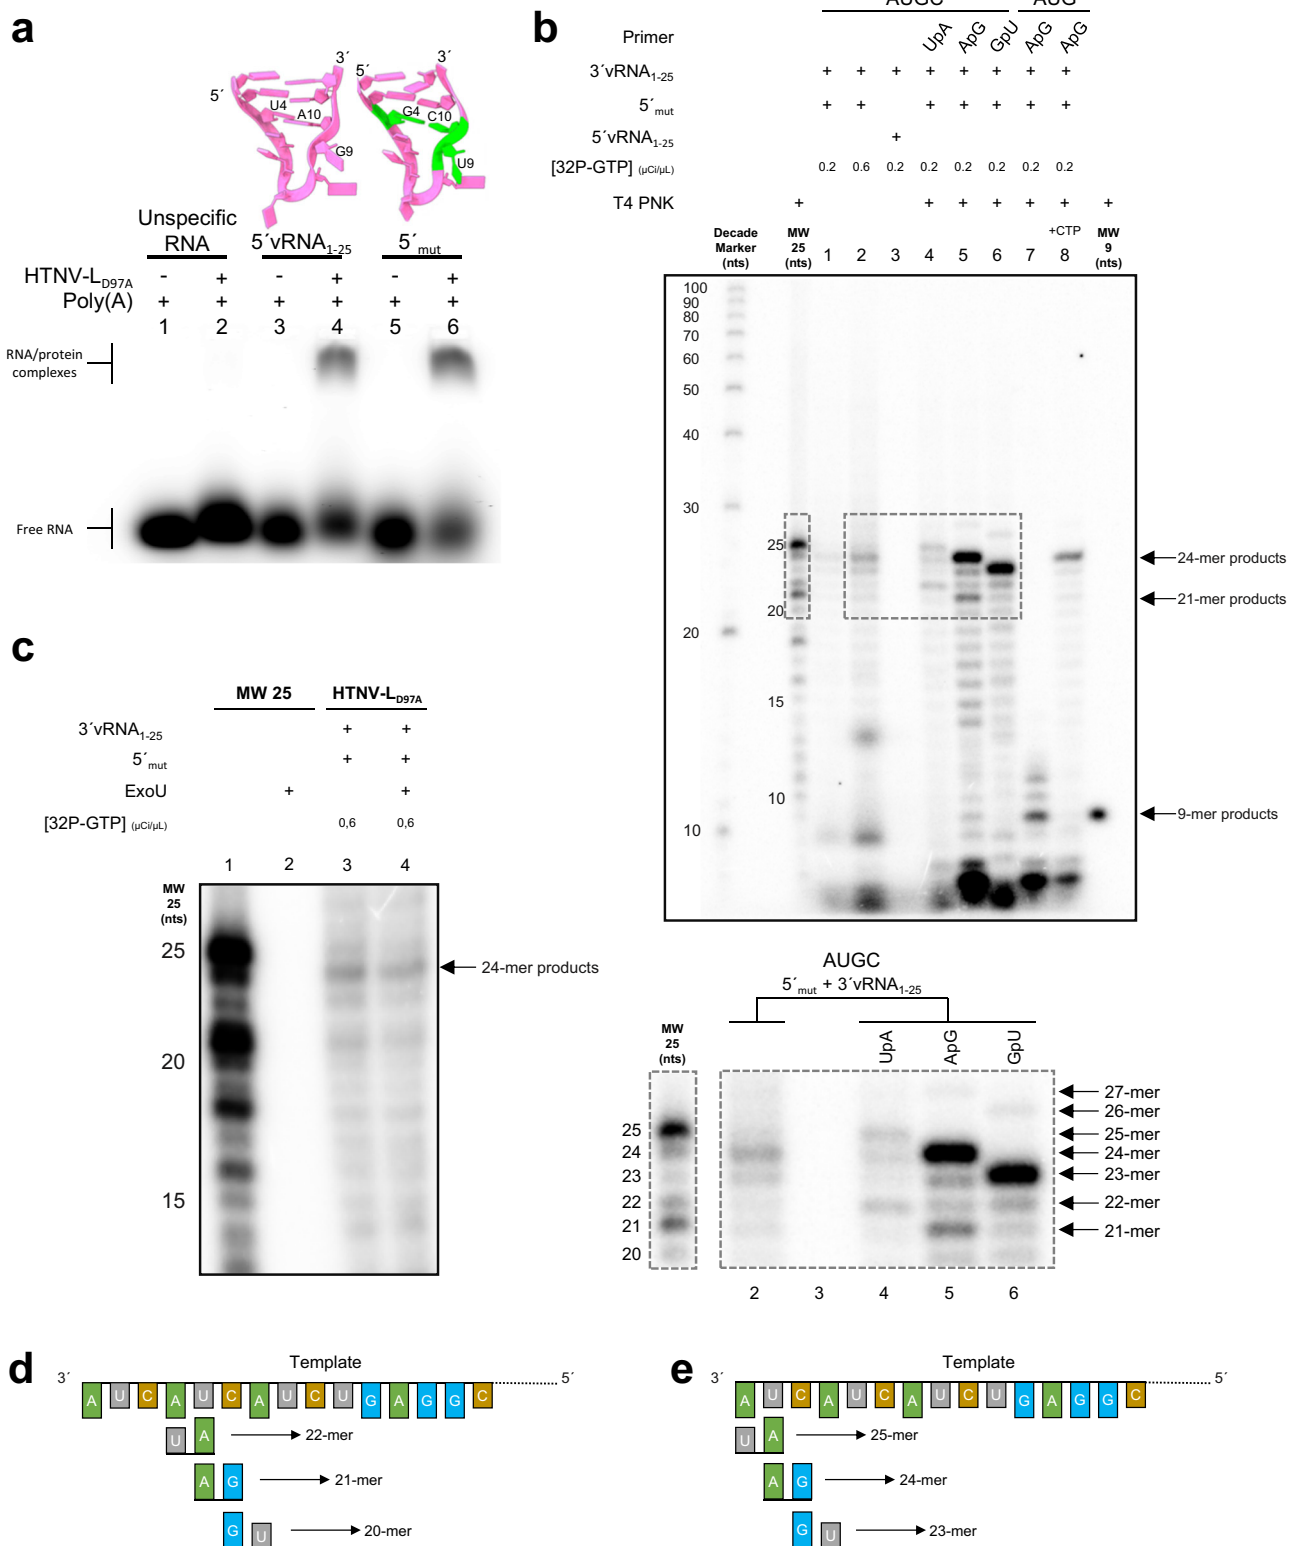 a
3´
3´
5´
5´
U4
A10
G9
G4
C10
U9
Unspecific
RNA
5´vRNA1-25
5´mut
HTNV-LD97A
-
+
-
+
-
+
Poly(A)
+
+
+
+
+
+
1
2
3
4
5
6
RNA/protein
complexes
Free RNA
b
AUGC
AUG
Primer
UpA
ApG
GpU
ApG
ApG
3´vRNA1-25
+
+
+
+
+
+
+
+
5´mut
+
+
+
+
+
+
+
5´vRNA1-25
+
[32P-GTP] (µCi/µL)
0.2
0.6
0.2
0.2
0.2
0.2
0.2
0.2
T4 PNK
+
+
+
+
+
+
+
Decade
Marker
(nts)
MW
25
(nts)
1
2
3
4
5
6
7
+CTP
8
MW
9
(nts)
100
90
80
70
60
50
40
30
20
10
25
20
15
10
24-mer products
21-mer products
9-mer products
AUGC
5´mut + 3´vRNA1-25
MW
25
(nts)
UpA
ApG
GpU
25
24
23
22
21
20
27-mer
26-mer
25-mer
24-mer
23-mer
22-mer
21-mer
2
3
4
5
6
c
MW 25
HTNV-LD97A
3´vRNA1-25
+
+
5´mut
+
+
ExoU
+
+
[32P-GTP] (µCi/µL)
0,6
0,6
1
2
3
4
MW
25
(nts)
25
20
15
24-mer products
d
Template
3´
5´
A U C A U C A U C U G A G G C
U A
22-mer
A G
21-mer
G U
20-mer
e
Template
3´
5´
A U C A U C A U C U G A G G C
U A
25-mer
A G
24-mer
G U
23-mer